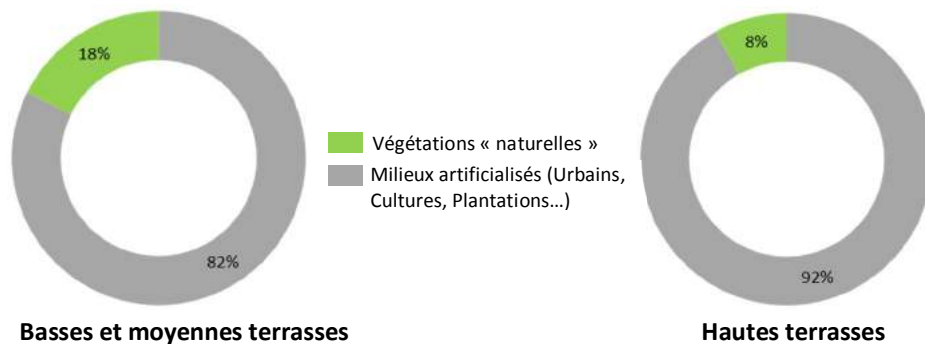 18%
82%
Végétations « naturelles »
Milieux artificialisés (Urbains,
Cultures, Plantations…)
8%
92%
Basses et moyennes terrasses
Hautes terrasses